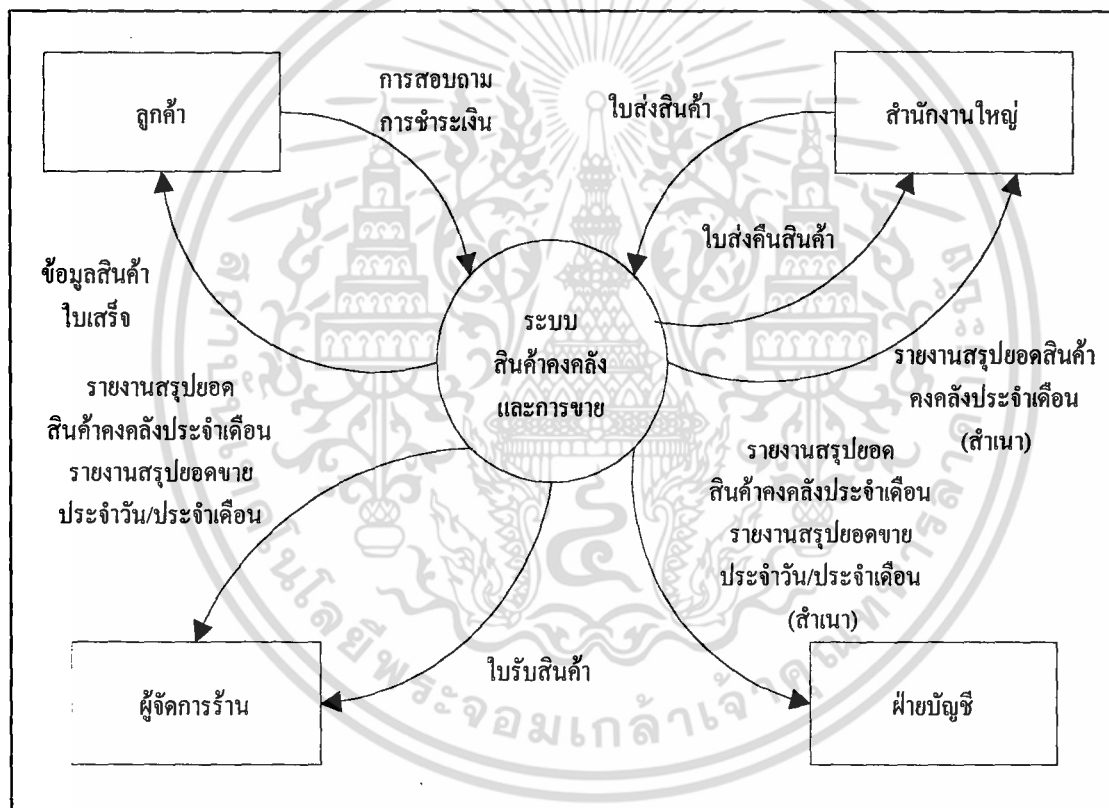 ลูกค้า
การสอบถาม
การชำระเงิน
ใบส่งสินค้า
สำนักงานใหญ่
ใบส่งคืนสินค้า
ข้อมูลสินค้า
ใบเสร็จ
ระบบ
สินค้าคงคลัง
และการขาย
รายงานสรุปยอดสินค้า
คงคลังประจำเดือน
(สำเนา)
รายงานสรุปยอด
สินค้าคงคลังประจำเดือน
รายงานสรุปยอดขาย
ประจำวัน/ประจำเดือน
รายงานสรุปยอด
สินค้าคงคลังประจำเดือน
รายงานสรุปยอดขาย
ประจำวัน/ประจำเดือน
(สำเนา)
ใบรับสินค้า
ผู้จัดการร้าน
ฝ่ายบัญชี